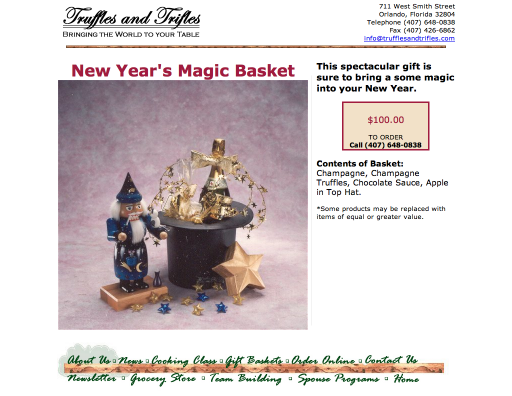 Truffles and Trifles
Bringing the World to your Table
711 West Smith Street
Orlando, Florida 32804
Telephone (407) 648-0838
Fax (407) 426-6862
info@trufflesandtrifles.com
New Year's Magic Basket
This spectacular gift is
sure to bring a some magic
into your New Year.
$100.00
TO ORDER
Call (407) 648-0838
Contents of Basket:
Champagne, Champagne
Truffles, Chocolate Sauce, Apple
in Top Hat.
*Some products may be replaced with
items of equal or greater value.
About Us News Cooking Class Gift Baskets Order Online Contact Us
Newsletter Grocery Store Team Building Spouse Programs Home